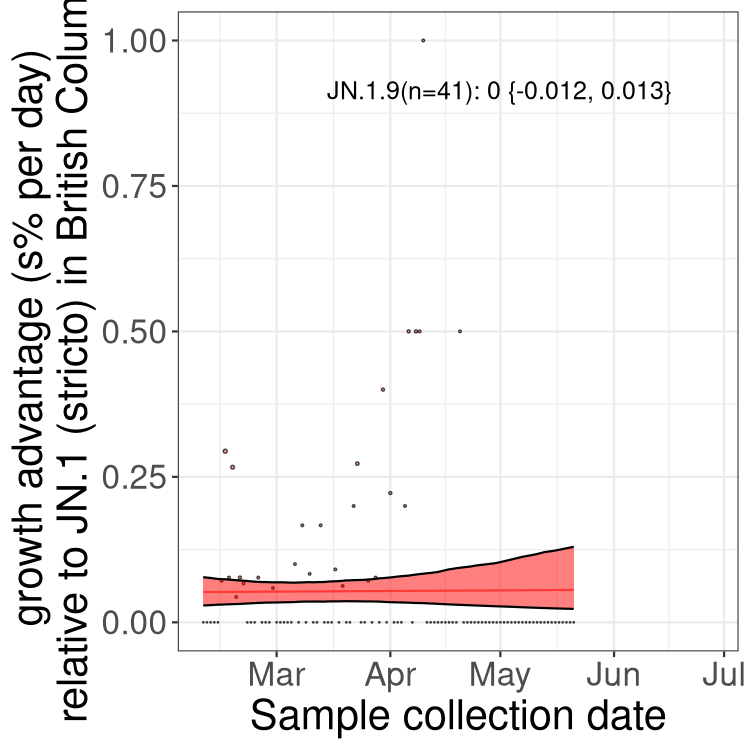 growth advantage (s% per day)
relative to JN.1 (stricto) in British Colum
1.00
0.75
0.50
0.25
0.00
JN.1.9(n=41): 0 {-0.012, 0.013}
Mar Apr May Jun Jul
Sample collection date